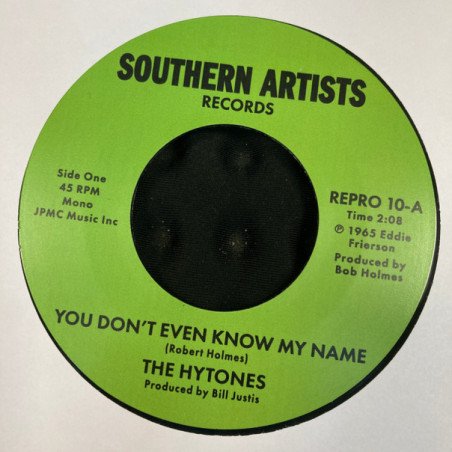 SOUTHERN ARTISTS
RECORDS
Side One
45 RPM
Mono
JPMC Music Inc
REPRO 10-A
Time 2:08
℗ 1965 Eddie
Frierson
Produced by
Bob Holmes
YOU DON'T EVEN KNOW MY NAME
(Robert Holmes)
THE HYTONES
Produced by Bill Justis